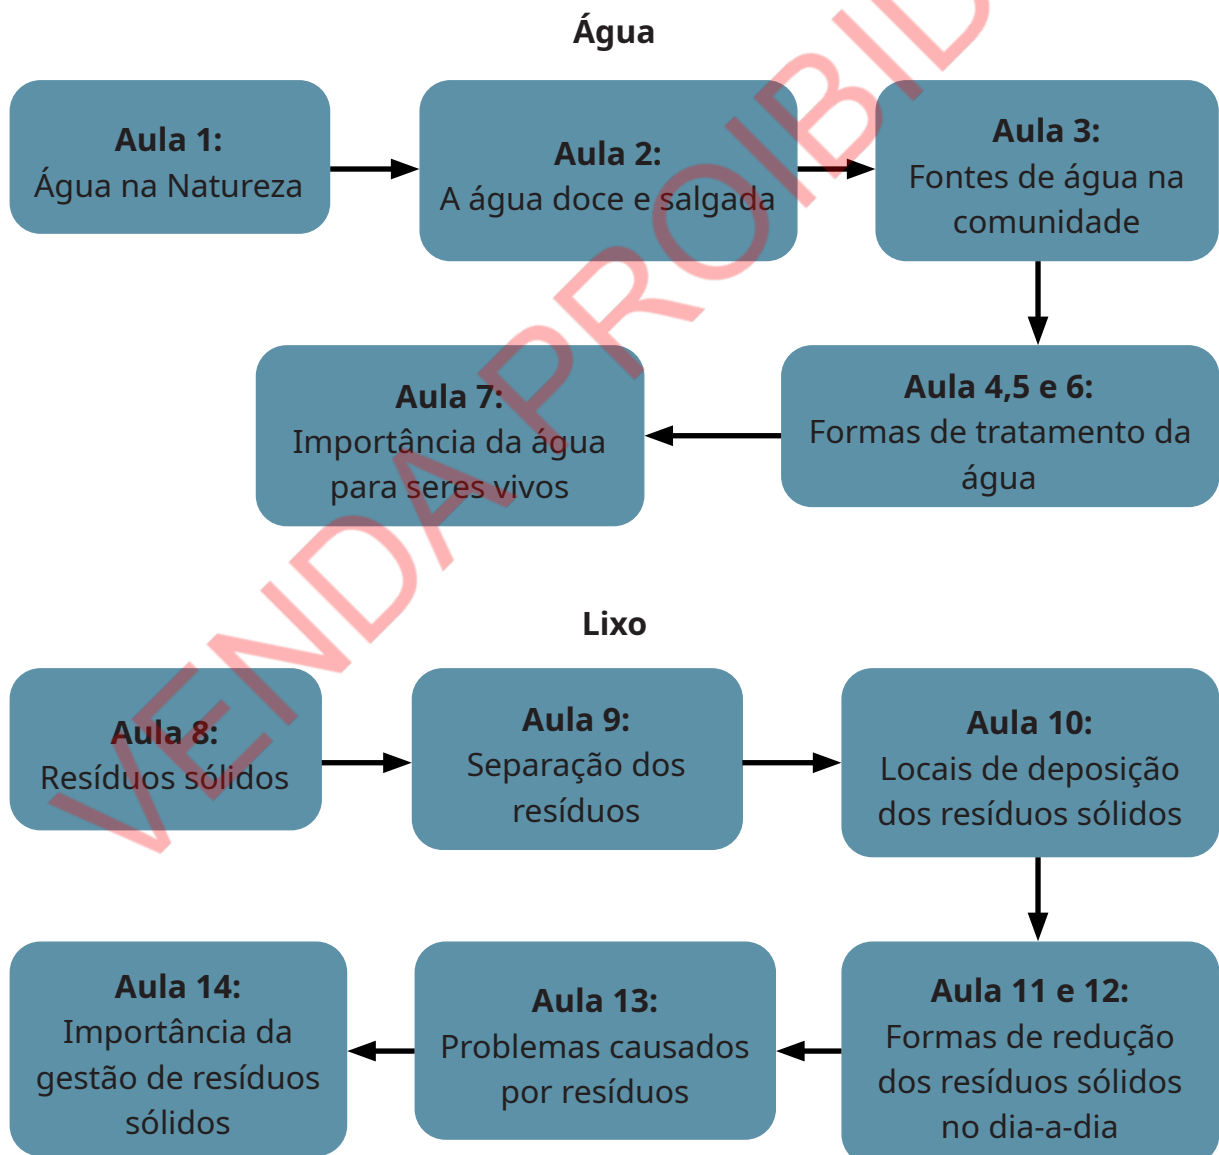 Água
Aula 1:
Água na Natureza
Aula 2:
A água doce e salgada
Aula 3:
Fontes de água na
comunidade
Aula 4,5 e 6:
Formas de tratamento da
água
Aula 7:
Importância da água
para seres vivos
Lixo
Aula 8:
Resíduos sólidos
Aula 9:
Separação dos
resíduos
Aula 10:
Locais de deposição
dos resíduos sólidos
Aula 11 e 12:
Formas de redução
dos resíduos sólidos
no dia-a-dia
Aula 13:
Problemas causados
por resíduos
Aula 14:
Importância da
gestão de resíduos
sólidos
VENDA PROIBID